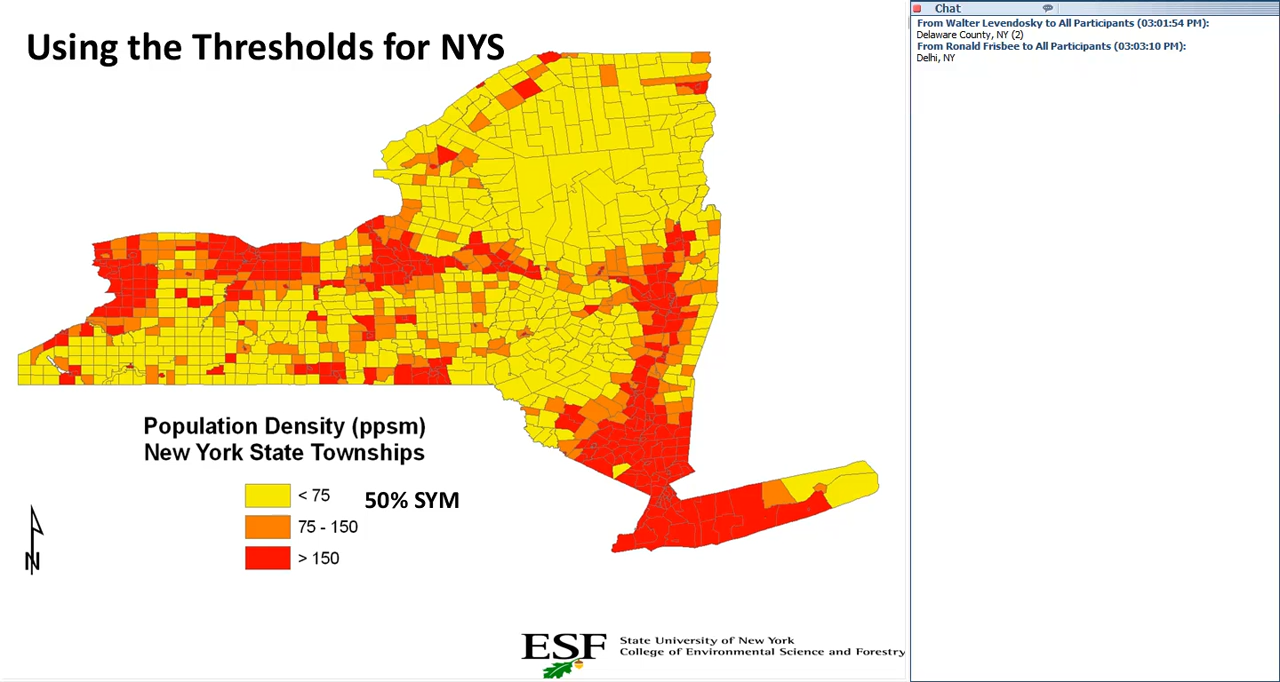 Using the Thresholds for NYS
Population Density (ppsm)
New York State Townships
< 75
50% SYM
75 - 150
> 150
N
ESF
State University of New York
College of Environmental Science and Forestry
Chat
From Walter Levendosky to All Participants (03:01:54 PM):
Delaware County, NY (2)
From Ronald Frisbee to All Participants (03:03:10 PM):
Delhi, NY